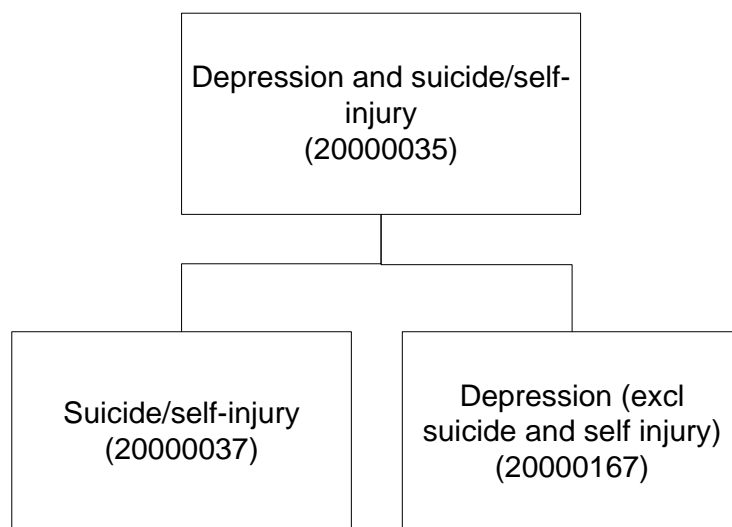 Depression and suicide/self-
injury
(20000035)
Suicide/self-injury
(20000037)
Depression (excl
suicide and self injury)
(20000167)